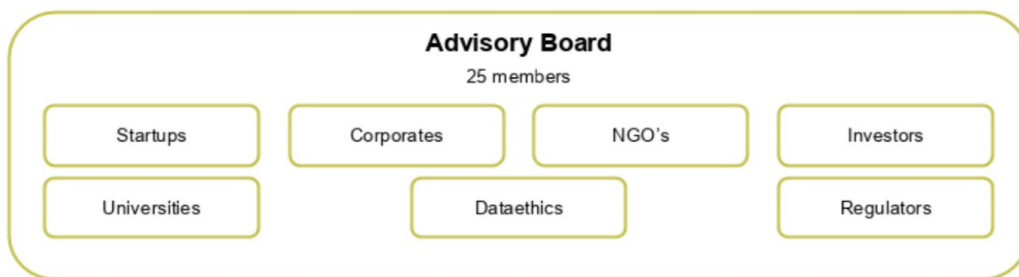 Advisory Board
25 members
Startups
Corporates
NGO's
Investors
Universities
Dataethics
Regulators